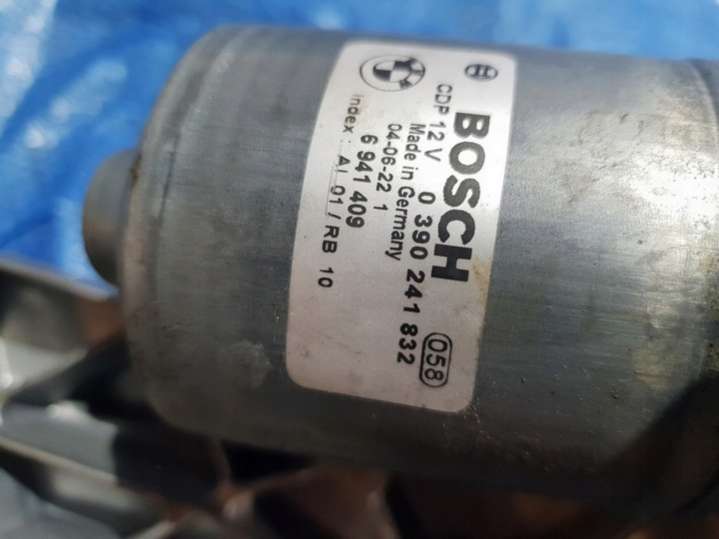 BOSCH
CDP 12 V 0 390 241 832 058
Made in Germany
04-06-22 1
6 941 409
Index : AI 01 / RB 10